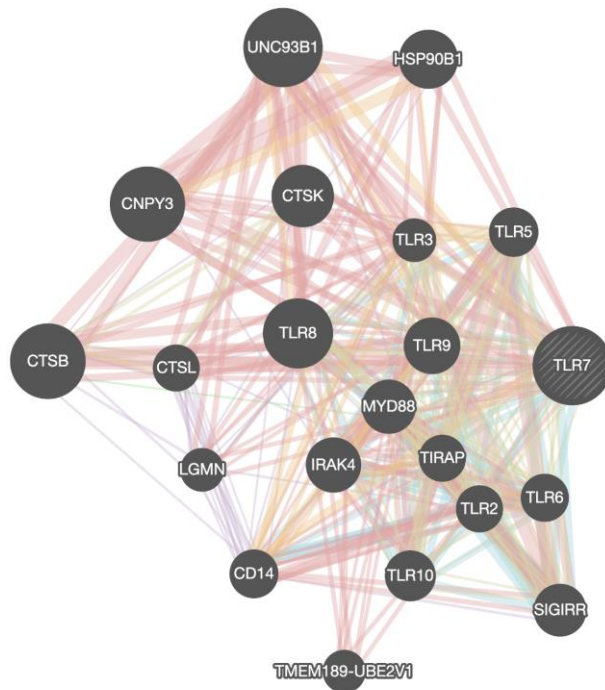 UNC93B1
HSP90B1
CNPY3
CTSK
TLR3
TLR5
TLR8
TLR9
TLR7
CTSB
CTSL
MYD88
LGMN
IRAK4
TIRAP
TLR2
TLR6
CD14
TLR10
SIGIRR
TMEM189-UBE2V1